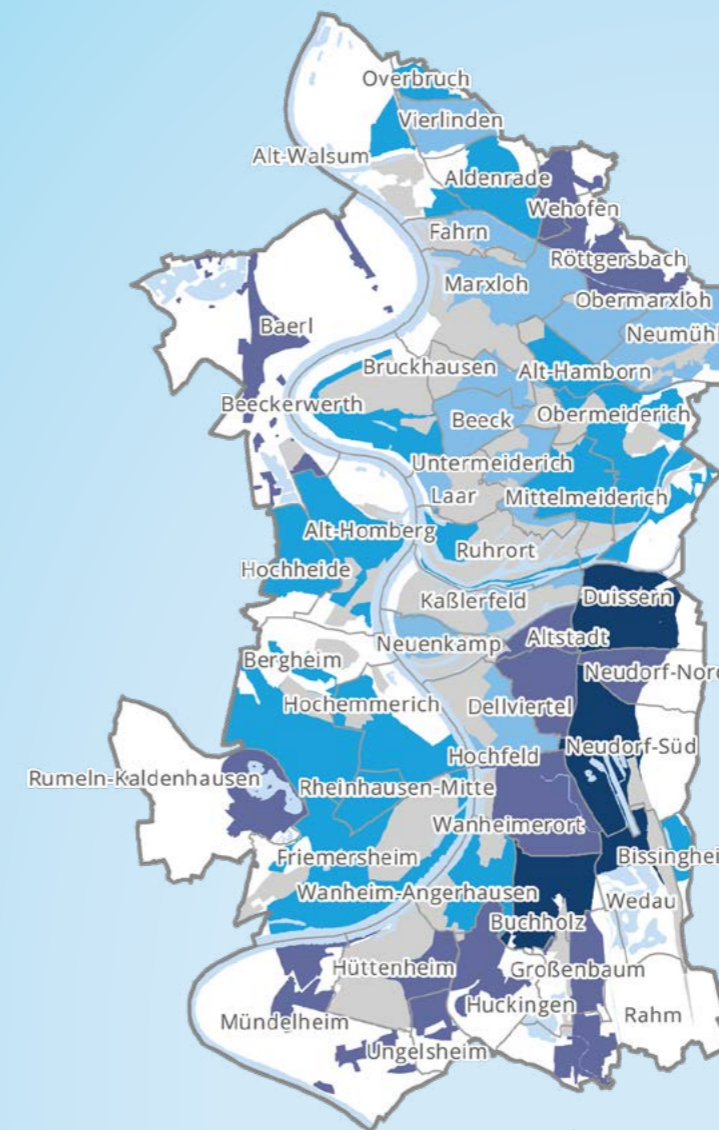 Overbruch
Vierlinden
Alt-Walsum
Aldenrade
Wehofen
Fahrn
Röttgersbach
Marxloh
Obermarxloh
Baerl
Neumühl
Bruckhausen
Alt-Hamborn
Beeckerwerth
Beeck
Obermeiderich
Untermeiderich
Laar
Mittelmeiderich
Alt-Homberg
Ruhrort
Hochheide
Kaßlerfeld
Duissern
Neuenkamp
Altstadt
Bergheim
Neudorf-Nord
Hochemmerich
Dellviertel
Hochfeld
Neudorf-Süd
Rumeln-Kaldenhausen
Rheinhausen-Mitte
Wanheimerort
Friemersheim
Bissinghei
Wanheim-Angerhausen
Wedau
Buchholz
Hüttenheim
Großenbaum
Huckingen
Mündelheim
Rahm
Ungelsheim